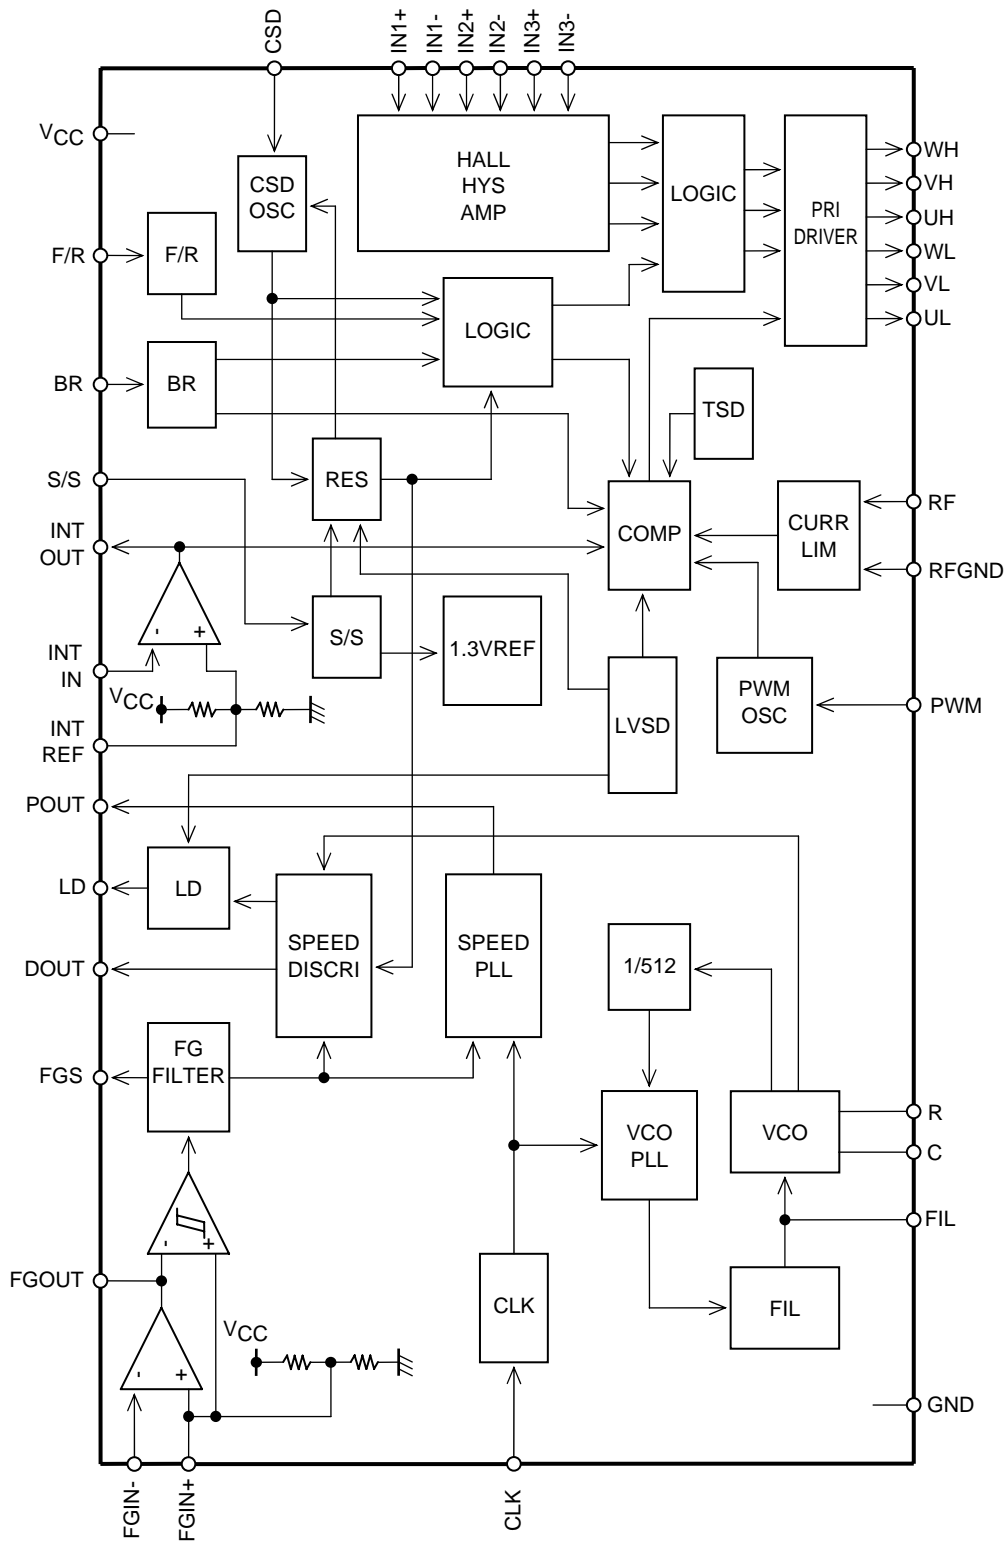 CSD
IN1+
IN1-
IN2+
IN2-
IN3+
IN3-
VCC
F/R
BR
S/S
INT
OUT
INT
IN
INT
REF
POUT
LD
DOUT
FGS
FGOUT
FGIN-
FGIN+
CLK
WH
VH
UH
WL
VL
UL
RF
RFGND
PWM
R
C
FIL
GND
CSD
OSC
HALL
HYS
AMP
LOGIC
PRI
DRIVER
F/R
LOGIC
BR
TSD
RES
COMP
CURR
LIM
- +
S/S
1.3VREF
LVSD
PWM
OSC
VCC
LD
SPEED
DISCRI
SPEED
PLL
1/512
FG
FILTER
VCO
PLL
VCO
- +
CLK
FIL
VCC
- +